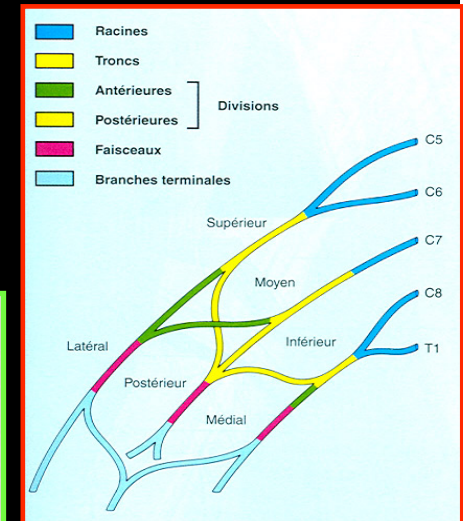 Racines
Troncs
Antérieures
Divisions
Postérieures
Faisceaux
Branches terminales
C5
C6
Supérieur
C7
Moyen
C8
Inférieur
T1
Latéral
Postérieur
Médial